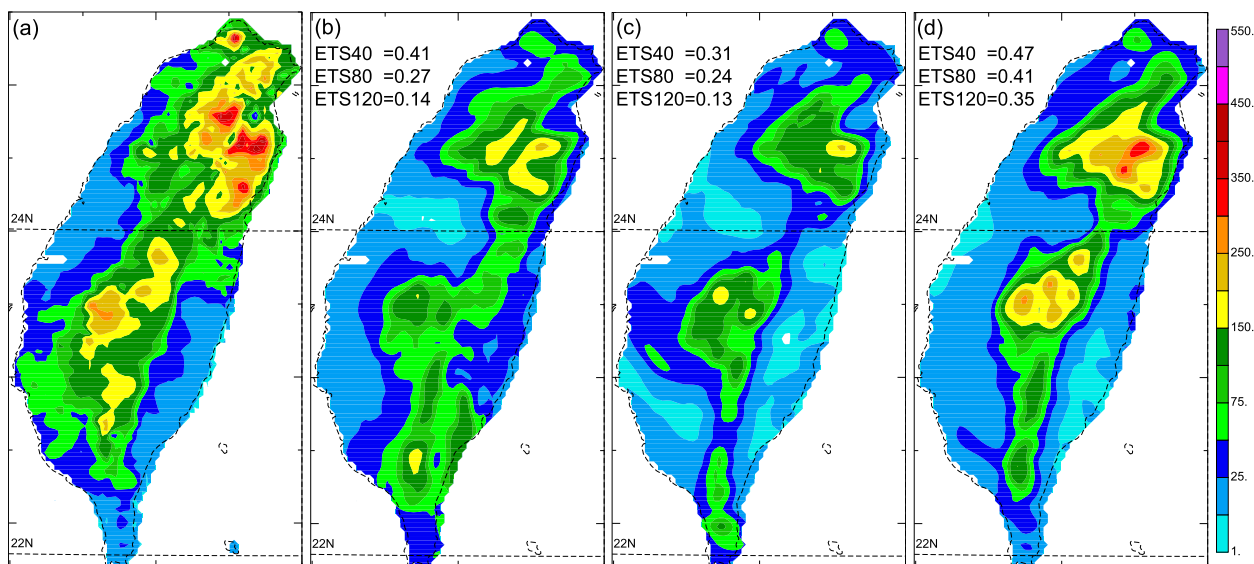 (a)
24N
22N
(b)
ETS40 =0.41
ETS80 =0.27
ETS120=0.14
24N
22N
(c)
ETS40 =0.31
ETS80 =0.24
ETS120=0.13
24N
22N
(d)
ETS40 =0.47
ETS80 =0.41
ETS120=0.35
24N
22N
550.
450.
350.
250.
150.
75.
25.
1.